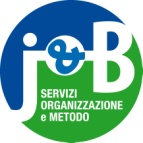 j&B
SERVIZI
ORGANIZZAZIONE
e METODO